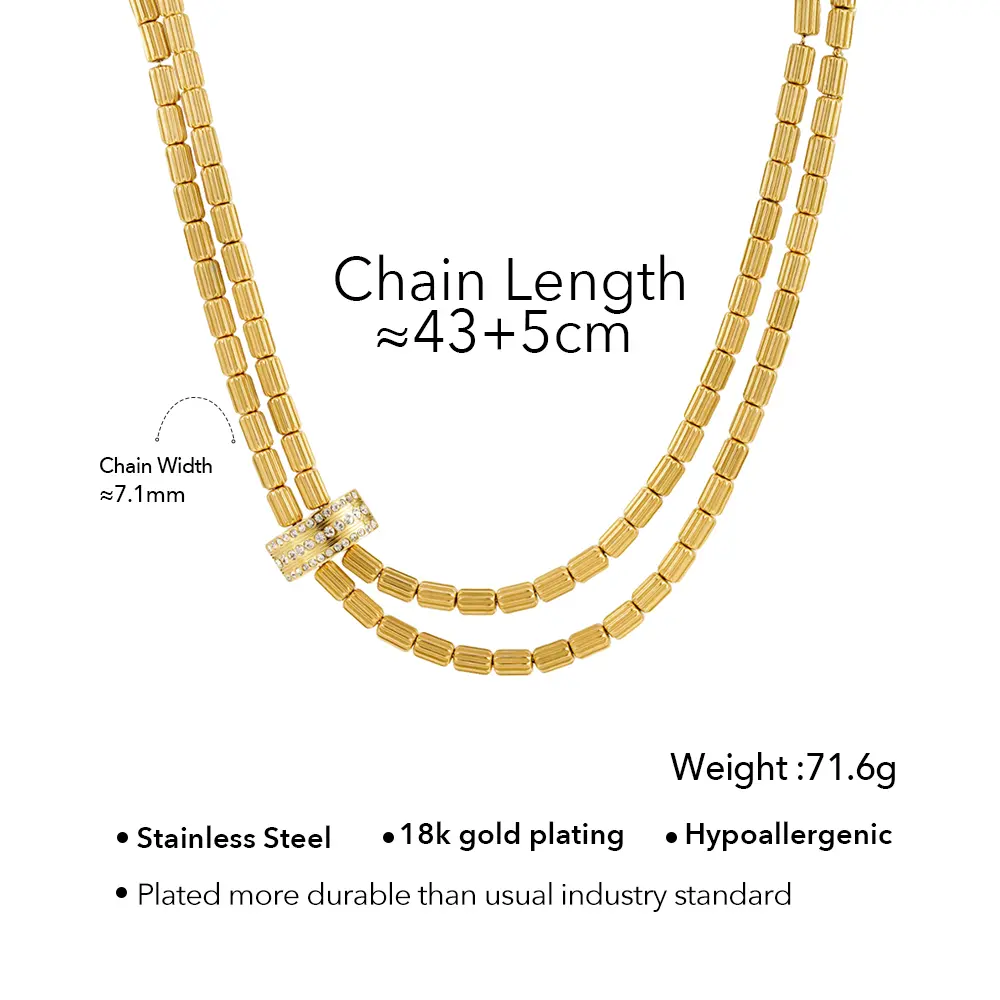 Chain Length
≈43+5cm
Chain Width
≈7.1mm
Weight :71.6g
• Stainless Steel • 18k gold plating • Hypoallergenic
• Plated more durable than usual industry standard